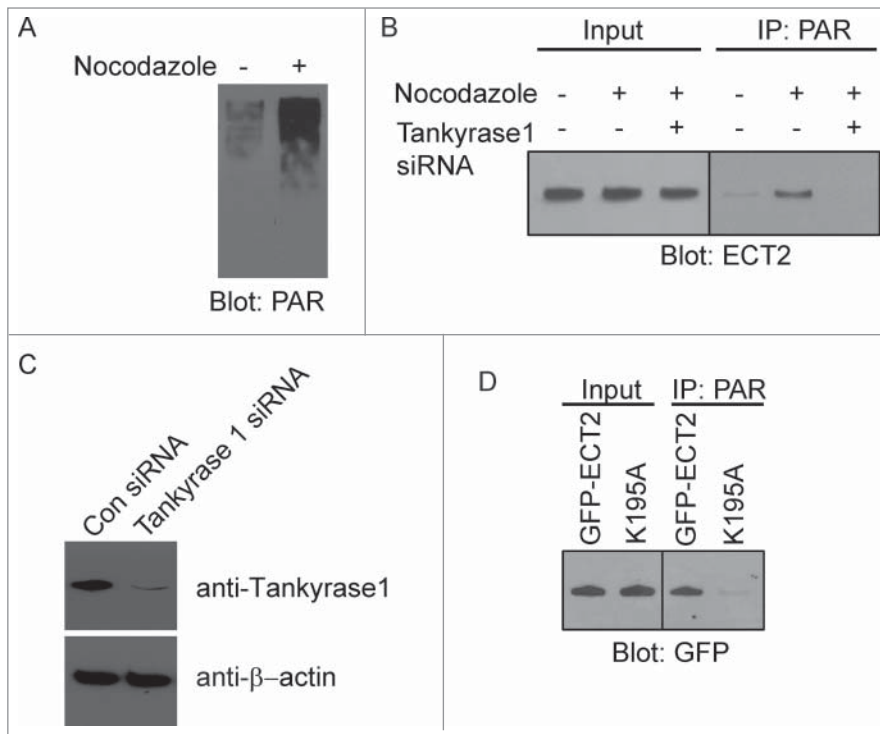 A
Nocodazole - +
Blot: PAR
B
Input IP: PAR
Nocodazole - + + - + +
Tankyrase1 - - + - - +
siRNA
Blot: ECT2
C
Con siRNA
Tankyrase 1 siRNA
anti-Tankyrase1
anti-β–actin
D
Input IP: PAR
GFP-ECT2 K195A GFP-ECT2 K195A
Blot: GFP